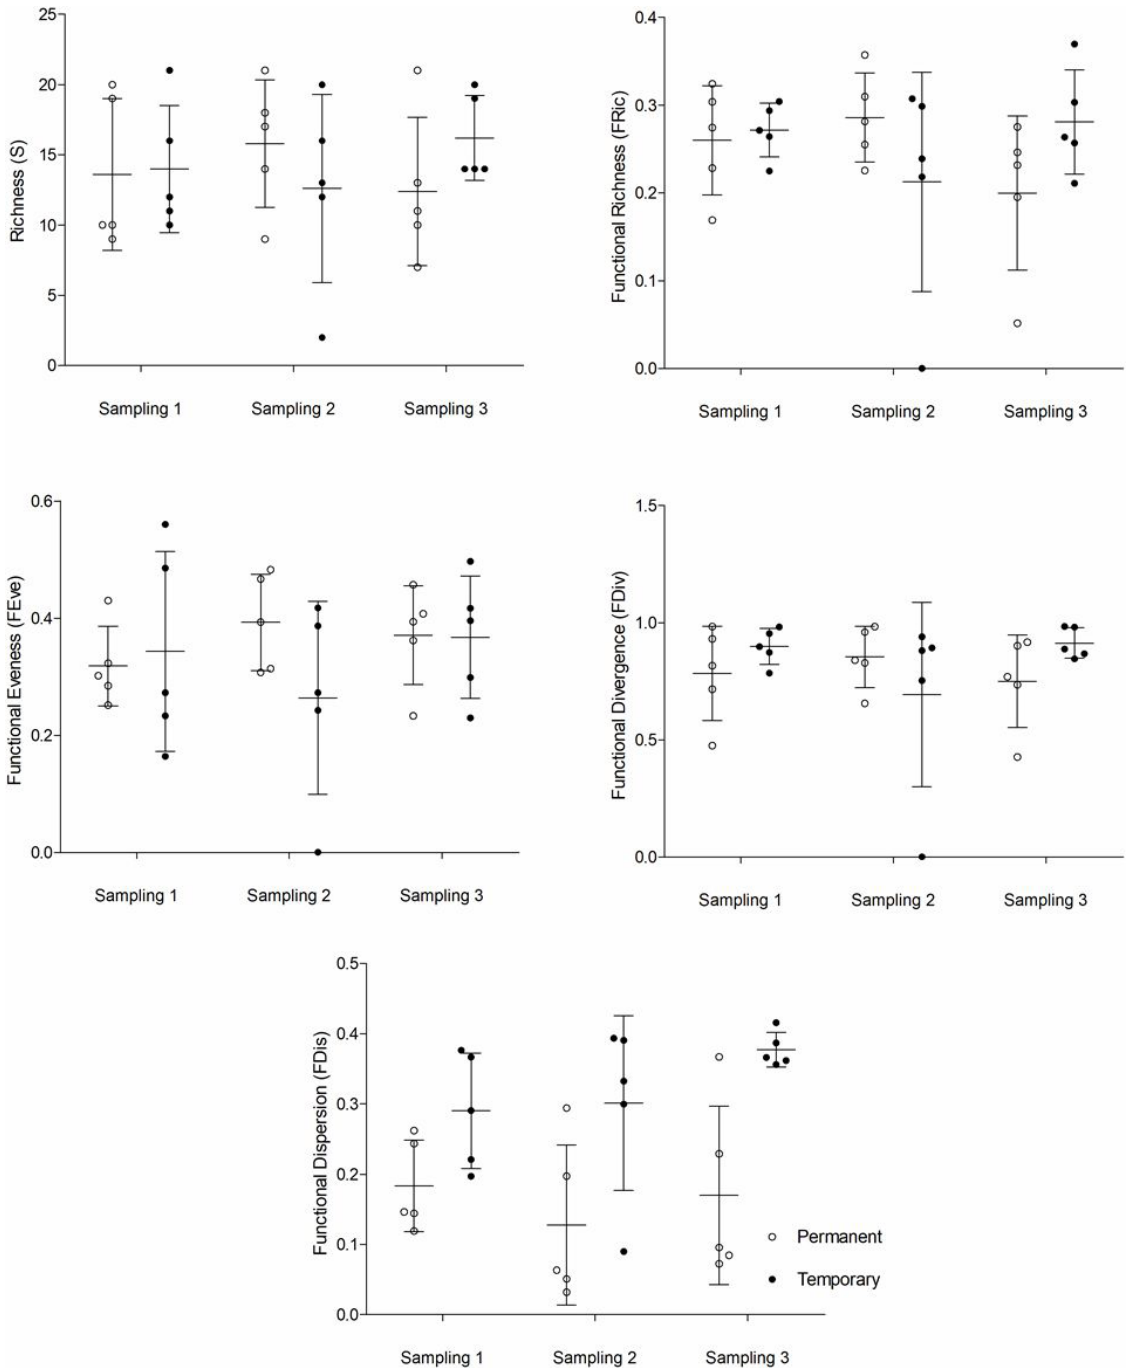 25
20
15
10
5
0
Richness (S)
Sampling 1 Sampling 2 Sampling 3
0.4
0.3
0.2
0.1
0.0
Functional Richness (FRic)
Sampling 1 Sampling 2 Sampling 3
0.6
0.4
0.2
0.0
Functional Eveness (FEve)
Sampling 1 Sampling 2 Sampling 3
1.5
1.0
0.5
0.0
Functional Divergence (FDiv)
Sampling 1 Sampling 2 Sampling 3
0.5
0.4
0.3
0.2
0.1
0.0
Functional Dispersion (FDis)
Permanent
Temporary
Sampling 1 Sampling 2 Sampling 3